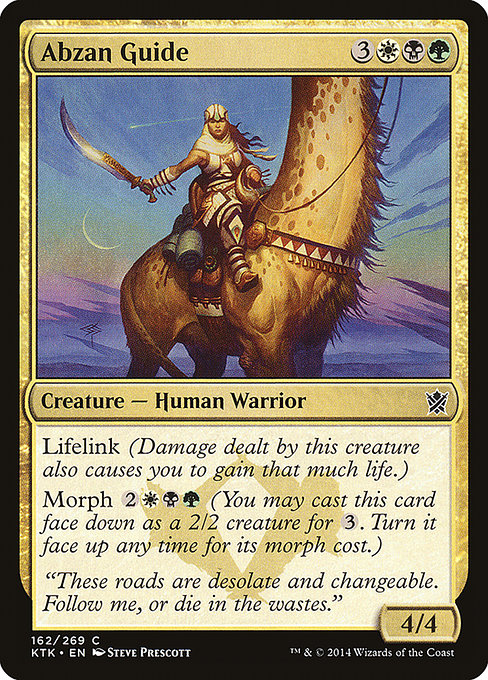 Abzan Guide 3
Creature — Human Warrior
Lifelink (Damage dealt by this creature
also causes you to gain that much life.)
Morph 2 (You may cast this card
face down as a 2/2 creature for 3. Turn it
face up any time for its morph cost.)
“These roads are desolate and changeable.
Follow me, or die in the wastes.”
4/4
162/269 C
KTK • EN Steve Prescott
™ & © 2014 Wizards of the Coast